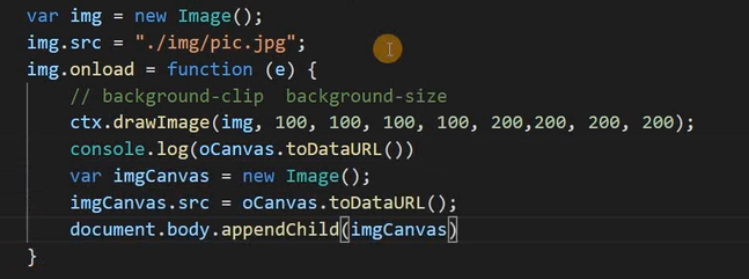 var img = new Image();
img.src = "./img/pic.jpg";
img.onload = function (e) {
// background-clip  background-size
ctx.drawImage(img, 100, 100, 100, 100, 200,200, 200, 200);
console.log(oCanvas.toDataURL())
var imgCanvas = new Image();
imgCanvas.src = oCanvas.toDataURL();
document.body.appendChild(imgCanvas)
}